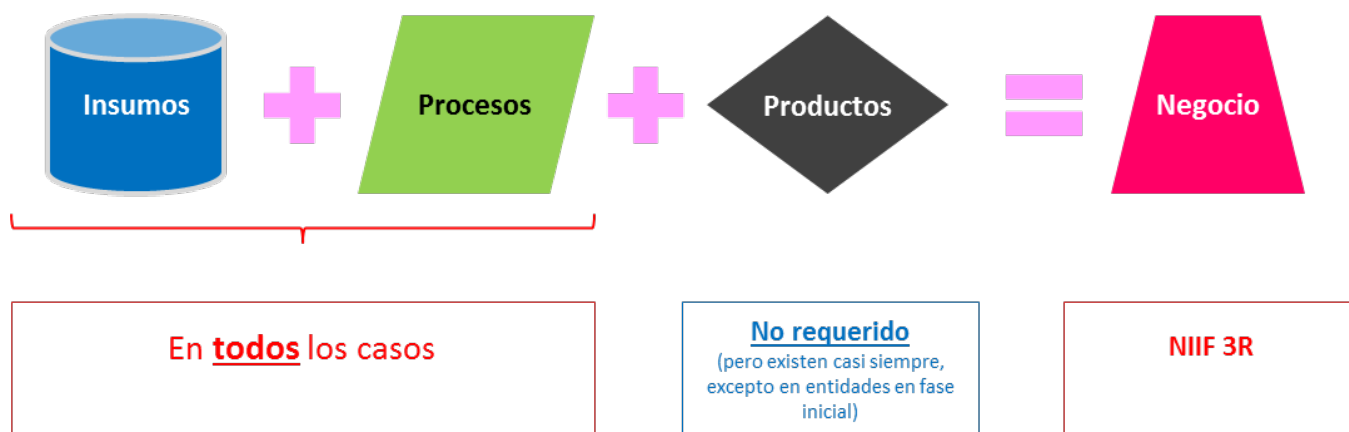 Insumos
Procesos
Productos
Negocio
En todos los casos
No requerido
(pero existen casi siempre,
excepto en entidades en fase
inicial)
NIIF 3R